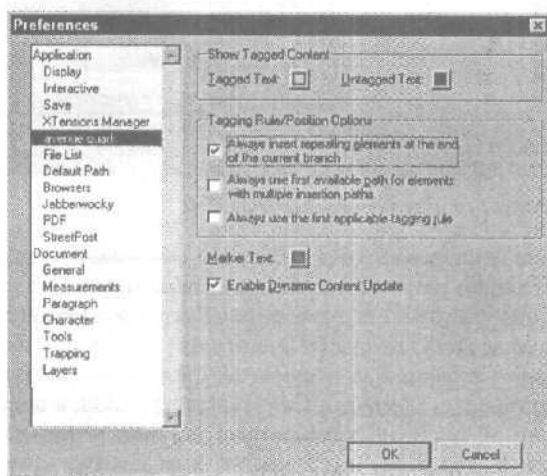 Preferences
Application
Display
Interactive
Save
XTensions Manager
avenue.quark
File List
Default Path
Browsers
Jabberwocky
PDF
StreetPost
Document
General
Measurements
Paragraph
Character
Tools
Trapping
Layers
Show Tagged Content
Tagged Text:
Untagged Text:
Tagging Rule/Position Options
Always insert repeating elements at the end
of the current branch
Always use first available path for elements
with multiple insertion paths
Always use the first applicable tagging rule
Marker Text:
Enable Dynamic Content Update
OK
Cancel